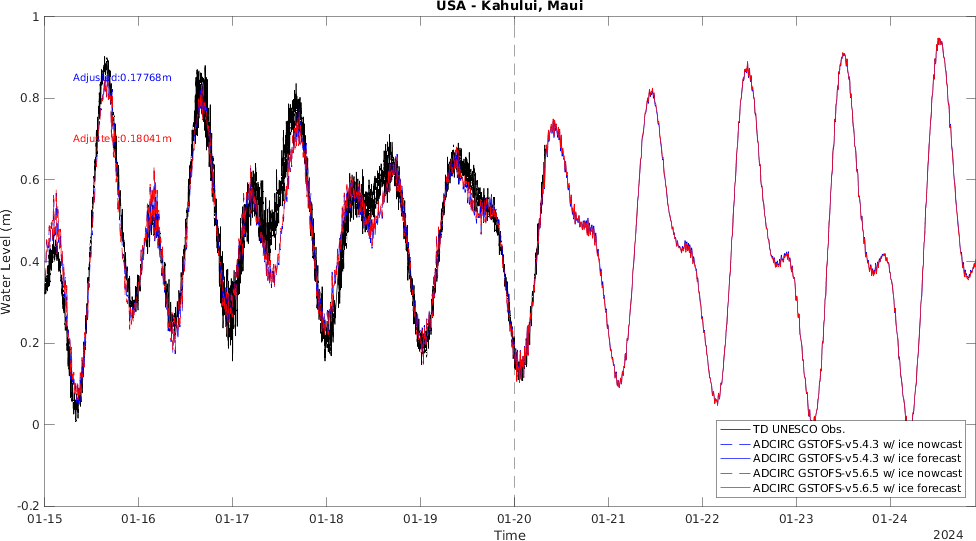 USA - Kahului, Maui
Water Level (m)
1
0.8
0.6
0.4
0.2
0
-0.2
Adjusted:0.17768m
Adjusted:0.18041m
TD UNESCO Obs.
ADCIRC GSTOFS-v5.4.3 w/ ice nowcast
ADCIRC GSTOFS-v5.4.3 w/ ice forecast
ADCIRC GSTOFS-v5.6.5 w/ ice nowcast
ADCIRC GSTOFS-v5.6.5 w/ ice forecast
01-15 01-16 01-17 01-18 01-19 01-20 01-21 01-22 01-23 01-24
Time
2024